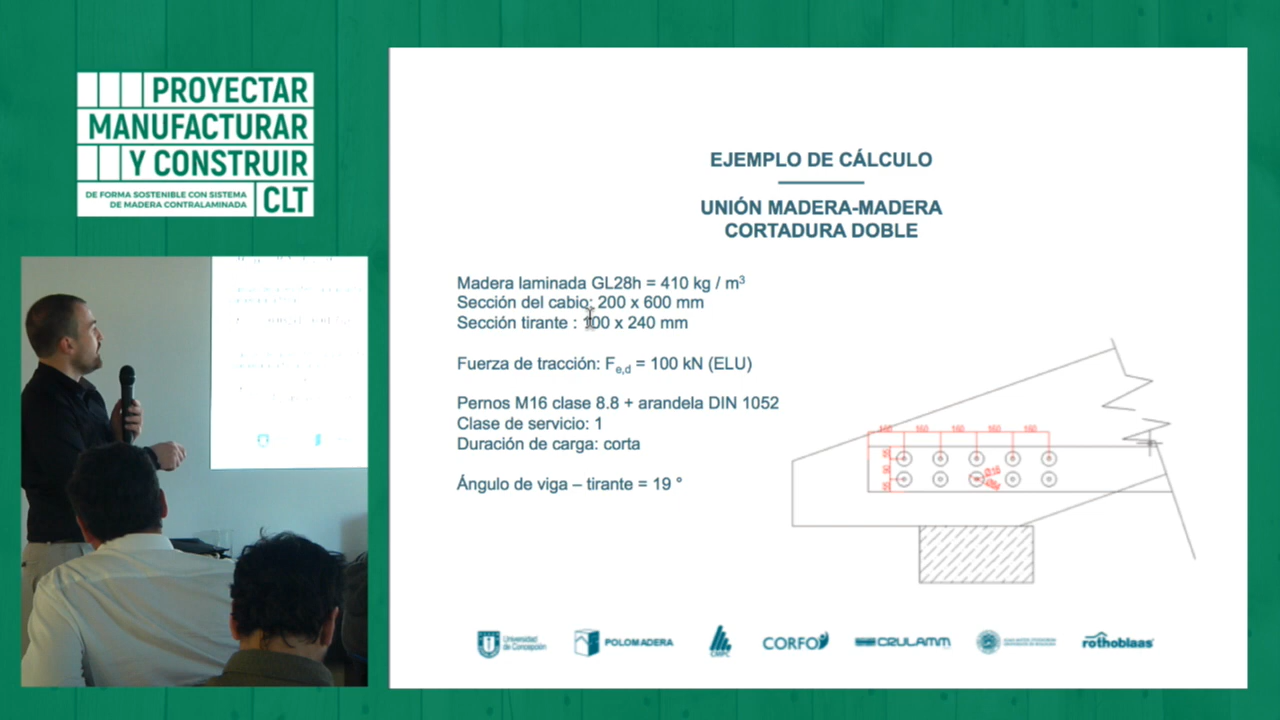 PROYECTAR
MANUFACTURAR
Y CONSTRUIR
DE FORMA SOSTENIBLE CON SISTEMA
DE MADERA CONTRALAMINADA
CLT
EJEMPLO DE CÁLCULO
UNIÓN MADERA-MADERA
CORTADURA DOBLE
Madera laminada GL28h = 410 kg / m³
Sección del cabio: 200 x 600 mm
Sección tirante : 100 x 240 mm
Fuerza de tracción: Fe,d = 100 kN (ELU)
Pernos M16 clase 8.8 + arandela DIN 1052
Clase de servicio: 1
Duración de carga: corta
Ángulo de viga – tirante = 19 °
160 160 160 160
90
Universidad
de Concepción
POLOMADERA
CORFO
rothoblaas